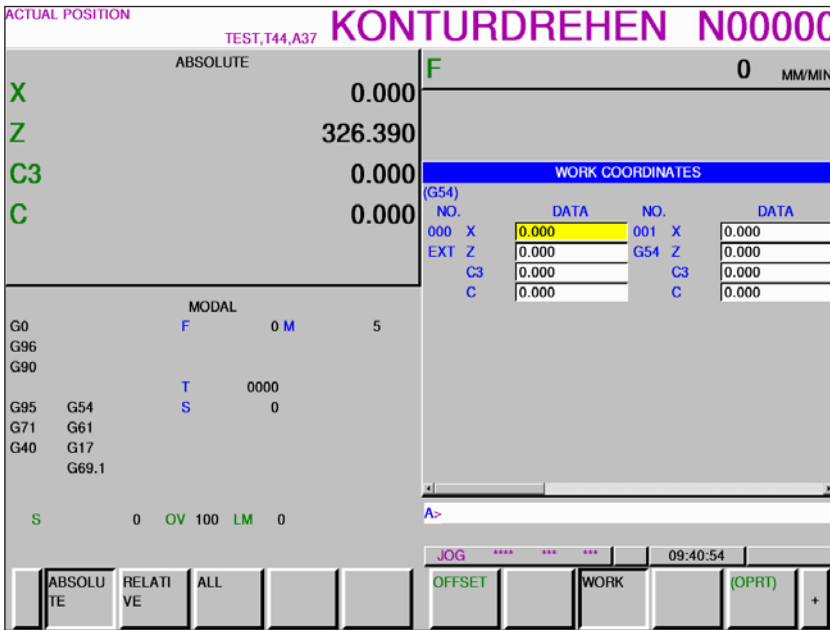 ACTUAL POSITION
TEST,T44,A37 KONTURDREHEN N00000
ABSOLUTE
X 0.000
Z 326.390
C3 0.000
C 0.000
F 0 MM/MIN
WORK COORDINATES
(G54)
NO. DATA NO. DATA
000 X 0.000 001 X 0.000
EXT Z 0.000 G54 Z 0.000
C3 0.000 C3 0.000
C 0.000 C 0.000
MODAL
G0 F 0 M 5
G96
G90
T 0000
G95 G54 S 0
G71 G61
G40 G17
G69.1
S 0 OV 100 LM 0
A>
JOG **** *** *** 09:40:54
ABSOLU
TE
RELATI
VE
ALL
OFFSET
WORK
(OPRT)
+